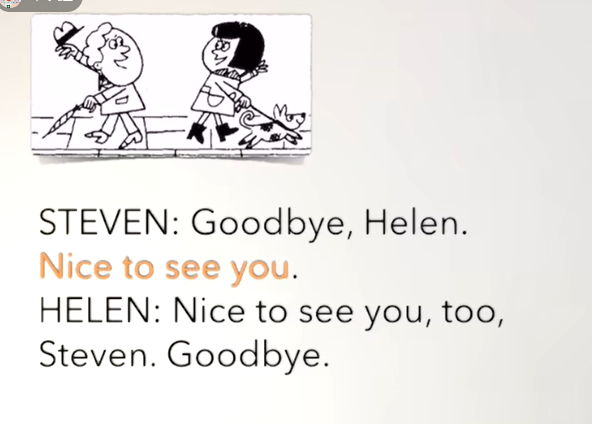 STEVEN: Goodbye, Helen.
Nice to see you.
HELEN: Nice to see you, too,
Steven. Goodbye.